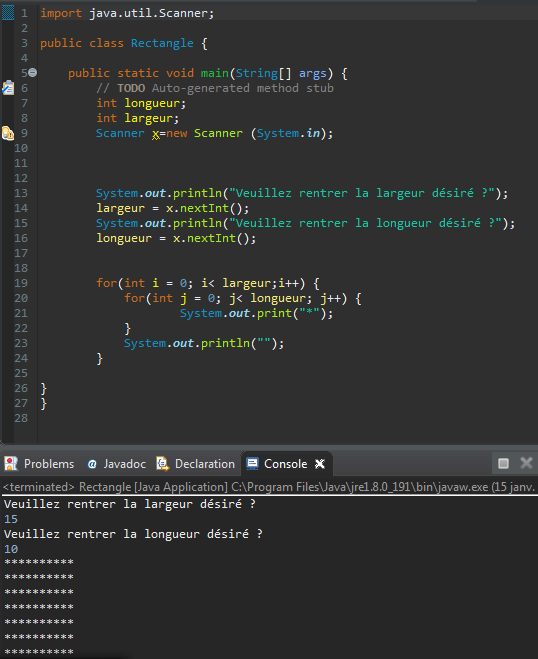 1 import java.util.Scanner;
2
3 public class Rectangle {
4
5 public static void main(String[] args) {
6 // TODO Auto-generated method stub
7 int longueur;
8 int largeur;
9 Scanner x=new Scanner (System.in);
10
11
12
13 System.out.println("Veuillez rentrer la largeur désiré ?");
14 largeur = x.nextInt();
15 System.out.println("Veuillez rentrer la longueur désiré ?");
16 longueur = x.nextInt();
17
18
19 for(int i = 0; i< largeur;i++) {
20 for(int j = 0; j< longueur; j++) {
21 System.out.print("*");
22 }
23 System.out.println("");
24 }
25
26 }
27 }
28
Problems @ Javadoc Declaration Console
<terminated> Rectangle [Java Application] C:\Program Files\Java\jre1.8.0_191\bin\javaw.exe (15 janv.
Veuillez rentrer la largeur désiré ?
15
Veuillez rentrer la longueur désiré ?
10
**********
**********
**********
**********
**********
**********
**********